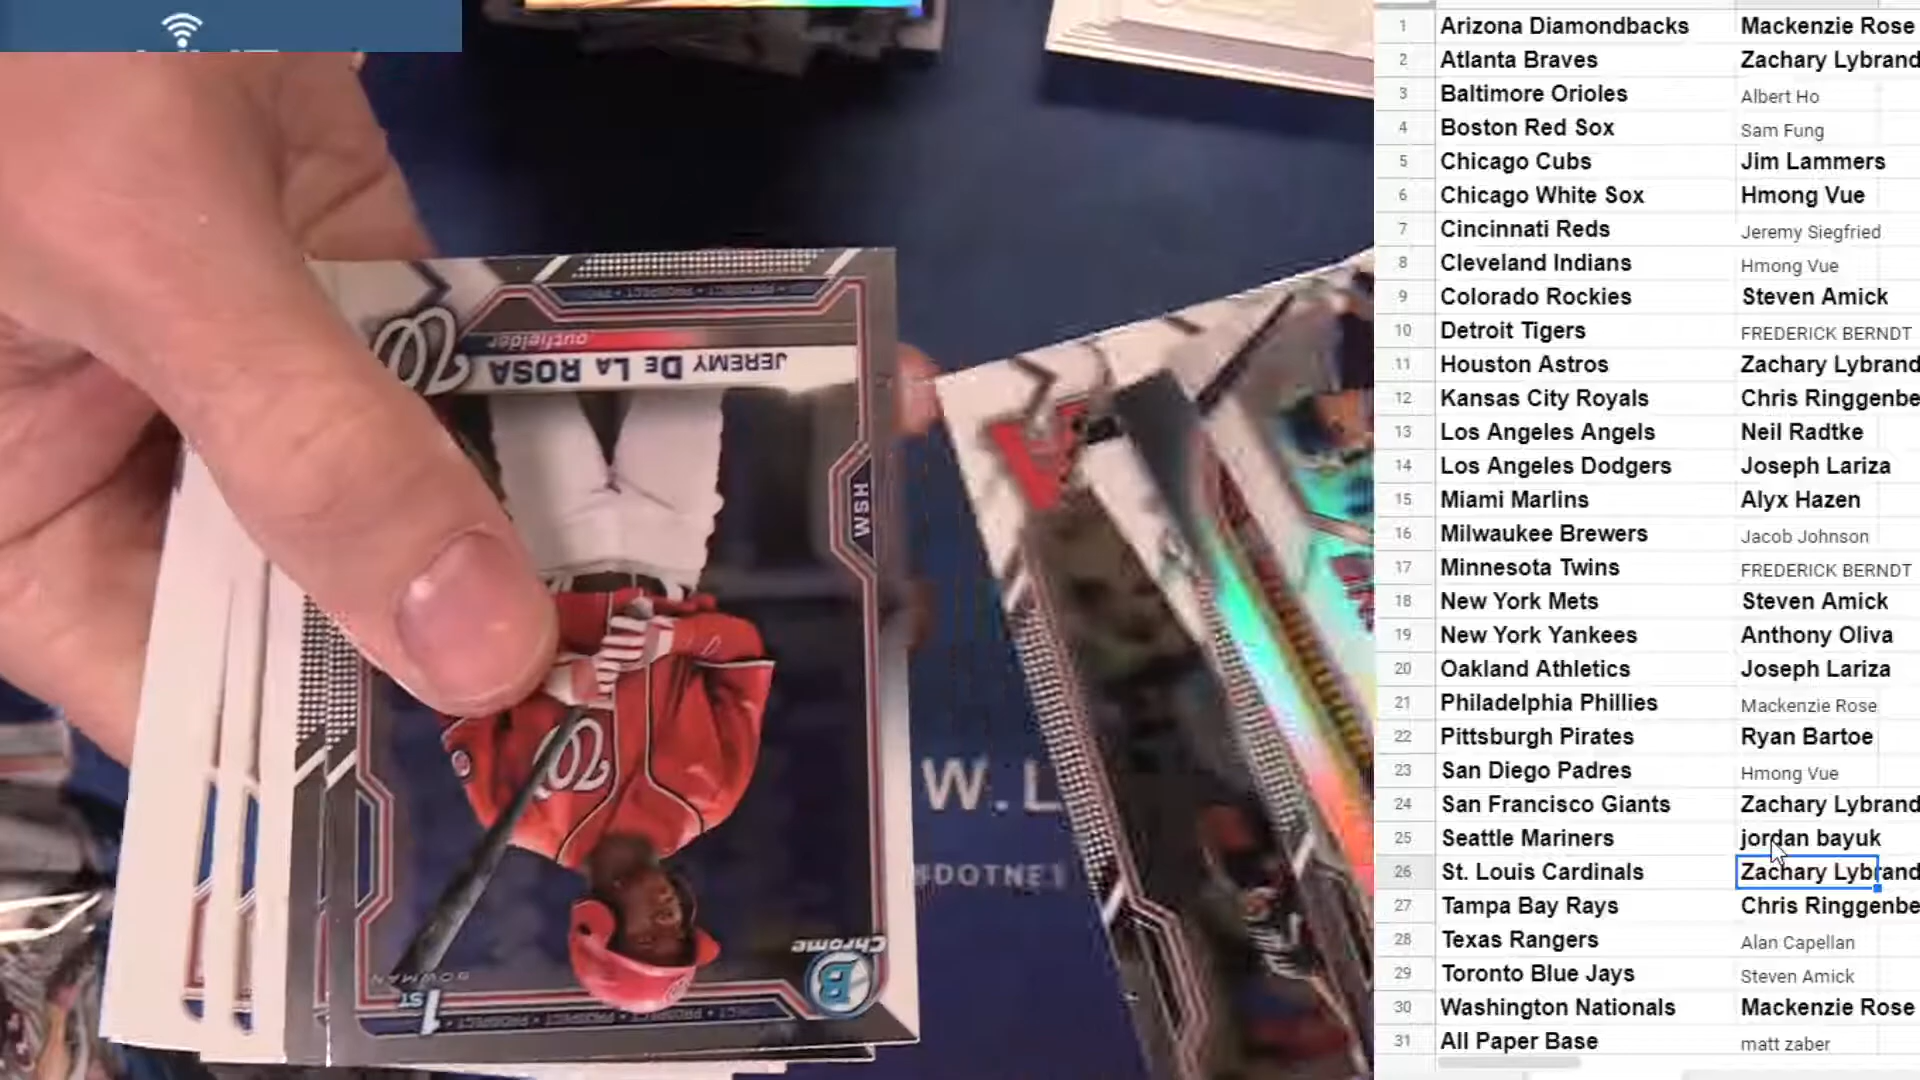 1 Arizona Diamondbacks Mackenzie Rose
2 Atlanta Braves Zachary Lybrand
3 Baltimore Orioles Albert Ho
4 Boston Red Sox Sam Fung
5 Chicago Cubs Jim Lammers
6 Chicago White Sox Hmong Vue
7 Cincinnati Reds Jeremy Siegfried
8 Cleveland Indians Hmong Vue
9 Colorado Rockies Steven Amick
10 Detroit Tigers FREDERICK BERNDT
11 Houston Astros Zachary Lybrand
12 Kansas City Royals Chris Ringgenbe
13 Los Angeles Angels Neil Radtke
14 Los Angeles Dodgers Joseph Lariza
15 Miami Marlins Alyx Hazen
16 Milwaukee Brewers Jacob Johnson
17 Minnesota Twins FREDERICK BERNDT
18 New York Mets Steven Amick
19 New York Yankees Anthony Oliva
20 Oakland Athletics Joseph Lariza
21 Philadelphia Phillies Mackenzie Rose
22 Pittsburgh Pirates Ryan Bartoe
23 San Diego Padres Hmong Vue
24 San Francisco Giants Zachary Lybrand
25 Seattle Mariners jordan bayuk
26 St. Louis Cardinals Zachary Lybrand
27 Tampa Bay Rays Chris Ringgenbe
28 Texas Rangers Alan Capellan
29 Toronto Blue Jays Steven Amick
30 Washington Nationals Mackenzie Rose
31 All Paper Base matt zaber
PROSPECT • PROSPECT
outfielder
JEREMY DE LA ROSA
WSH
W.L
DOTNE
Chrome
B
BOWMAN
1ST
PROSPECT • PROSPECT • PROSPECT